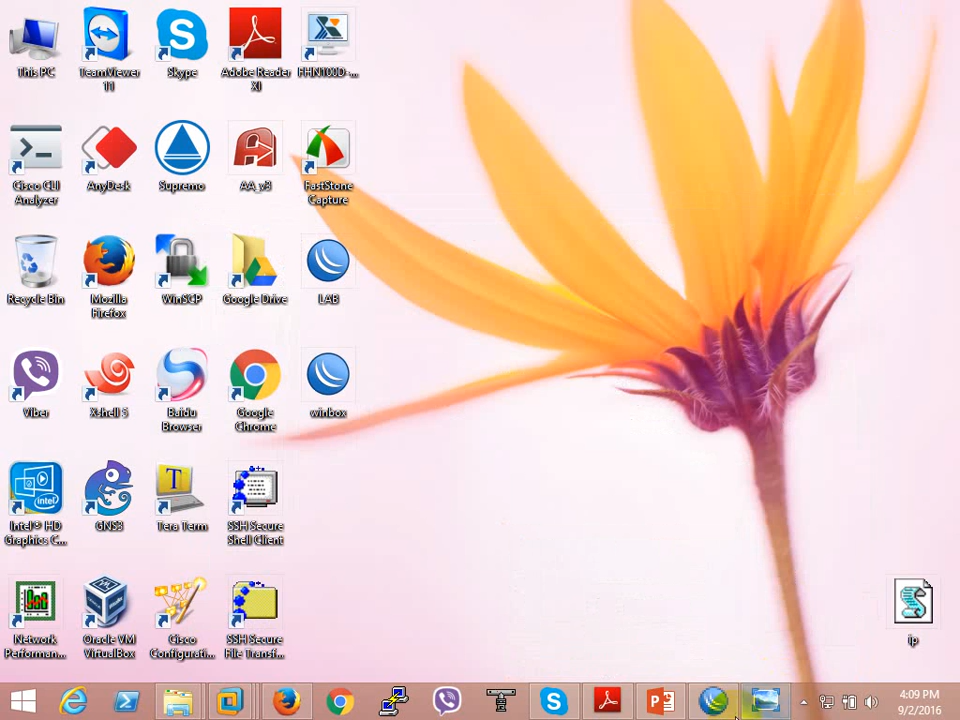 This PC
TeamViewer
11
Skype
Adobe Reader
XI
FHN100D-...
Cisco CLI
Analyzer
AnyDesk
Supremo
AA_v3
FastStone
Capture
Recycle Bin
Mozilla
Firefox
WinSCP
Google Drive
LAB
Viber
Xshell 5
Baidu
Browser
Google
Chrome
winbox
Intel® HD
Graphics C...
GNS3
Tera Term
SSH Secure
Shell Client
Network
Performan...
Oracle VM
VirtualBox
Cisco
Configurati...
SSH Secure
File Transf...
ip
4:09 PM
9/2/2016